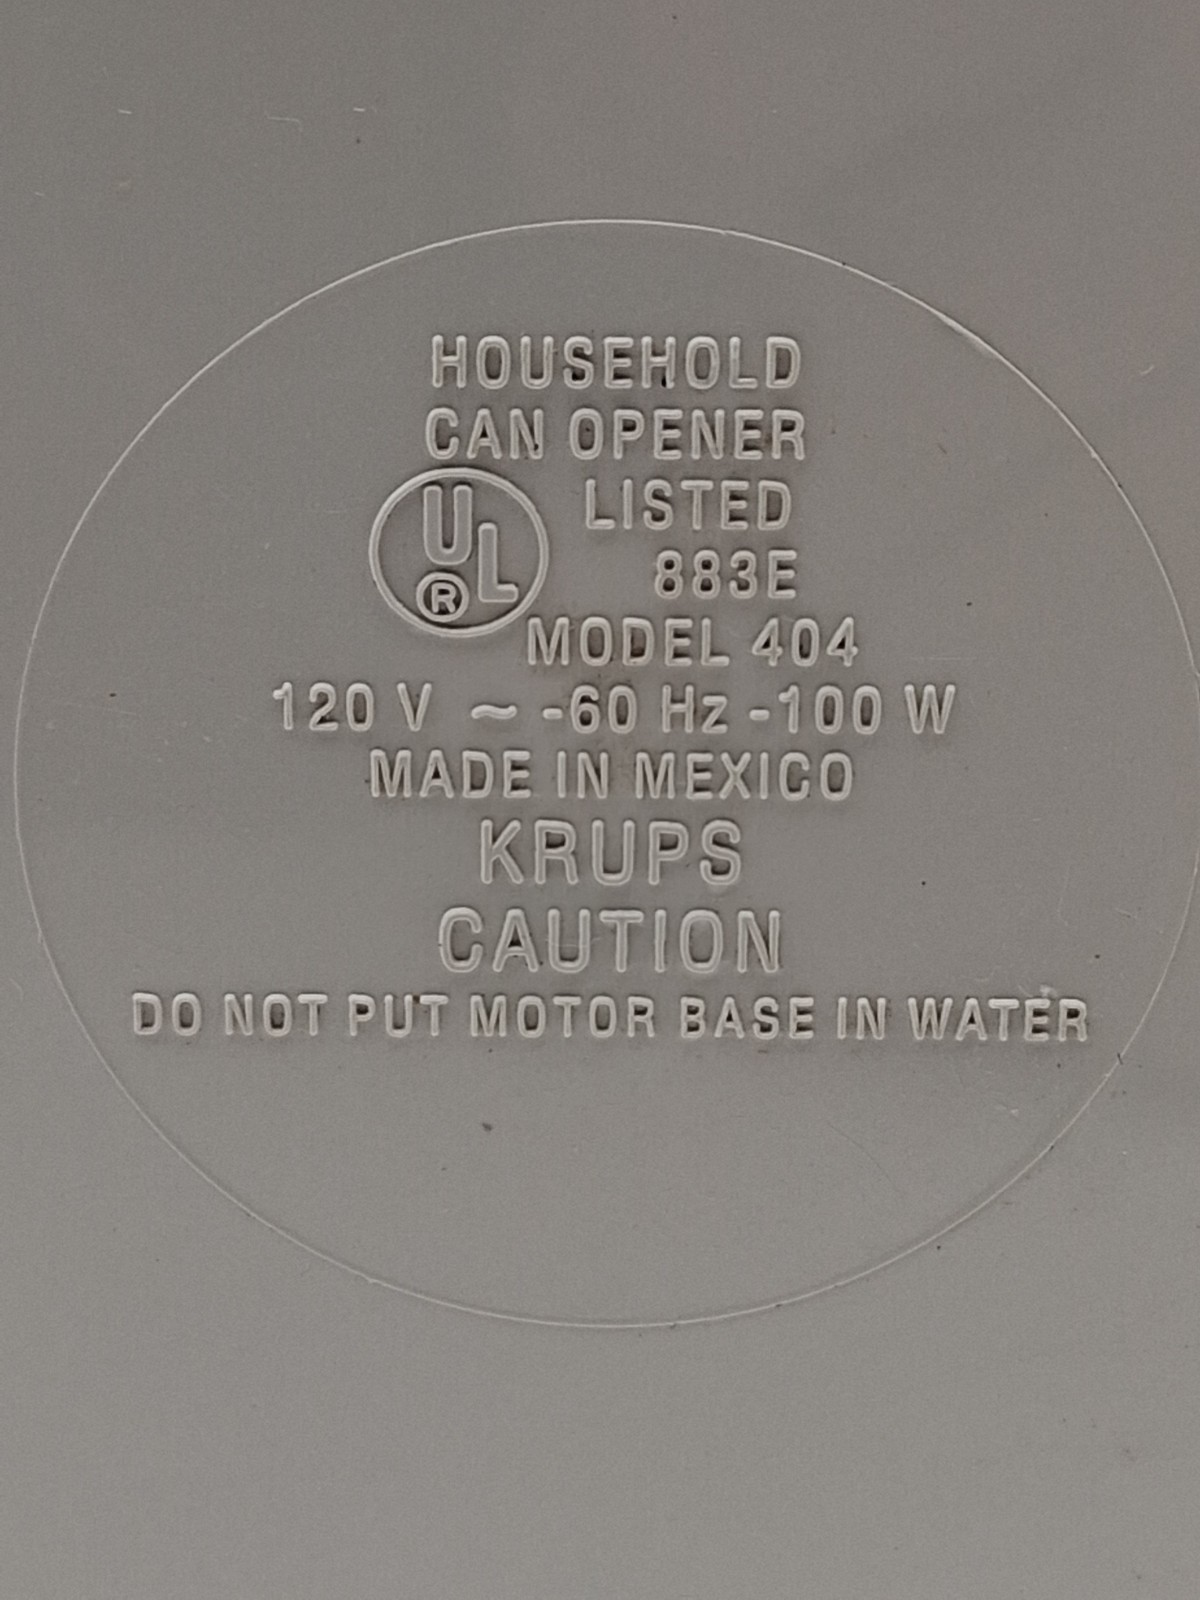 HOUSEHOLD
CAN OPENER
UL LISTED
® 883E
MODEL 404
120 V ~ -60 Hz -100 W
MADE IN MEXICO
KRUPS
CAUTION
DO NOT PUT MOTOR BASE IN WATER